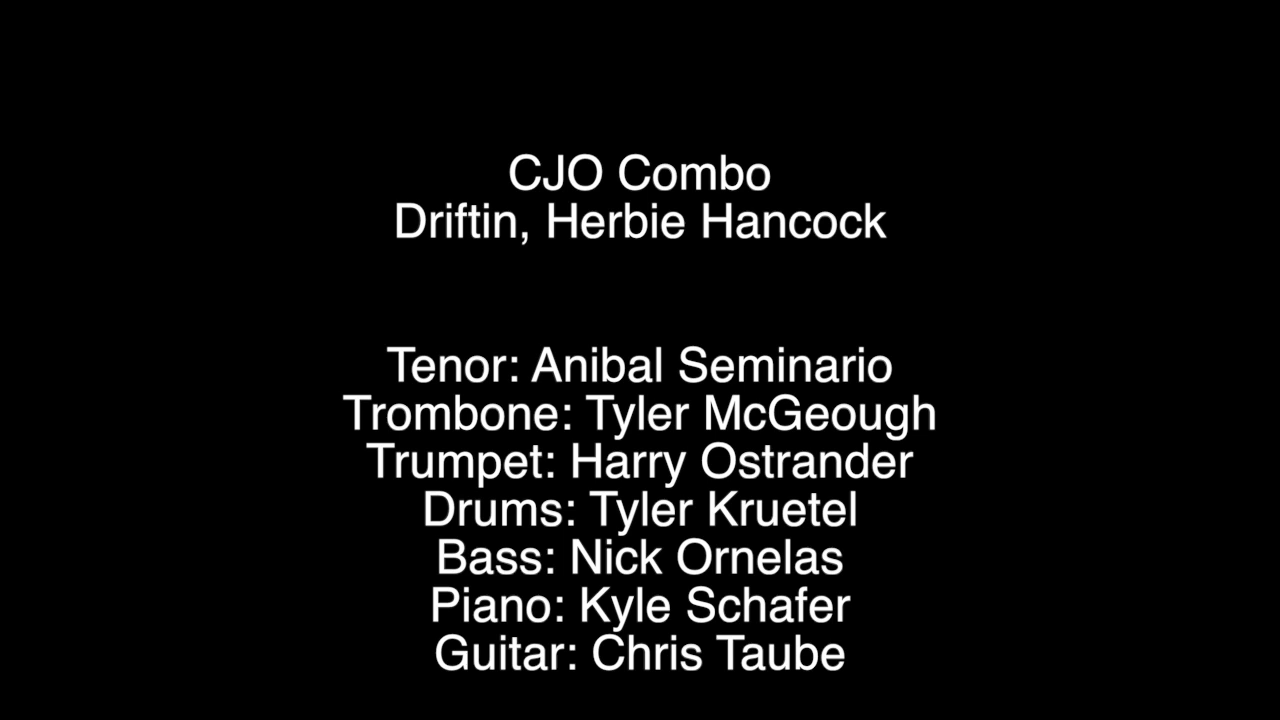 CJO Combo
Driftin, Herbie Hancock
Tenor: Anibal Seminario
Trombone: Tyler McGeough
Trumpet: Harry Ostrander
Drums: Tyler Kruetel
Bass: Nick Ornelas
Piano: Kyle Schafer
Guitar: Chris Taube